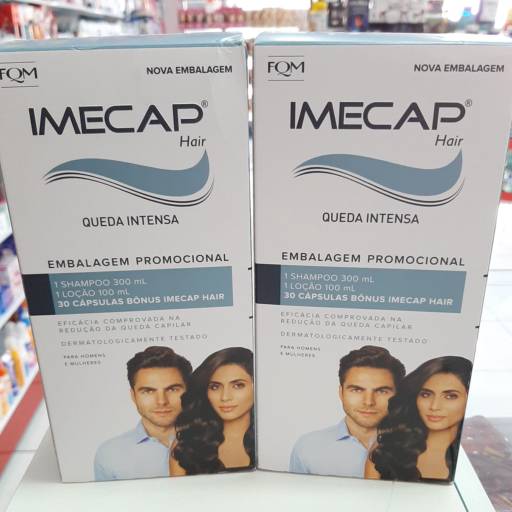 FQM
NOVA EMBALAGEM
IMECAP®
Hair
QUEDA INTENSA
EMBALAGEM PROMOCIONAL
1 SHAMPOO 300 mL
1 LOÇÃO 100 mL
30 CÁPSULAS BÔNUS IMECAP HAIR
EFICÁCIA COMPROVADA NA
REDUÇÃO DA QUEDA CAPILAR
DERMATOLOGICAMENTE TESTADO
PARA HOMENS
E MULHERES
FQM
NOVA EMBALAGEM
IMECAP®
Hair
QUEDA INTENSA
EMBALAGEM PROMOCIONAL
1 SHAMPOO 300 mL
1 LOÇÃO 100 mL
30 CÁPSULAS BÔNUS IMECAP HAIR
EFICÁCIA COMPROVADA NA
REDUÇÃO DA QUEDA CAPILAR
DERMATOLOGICAMENTE TESTADO
PARA HOMENS
E MULHERES